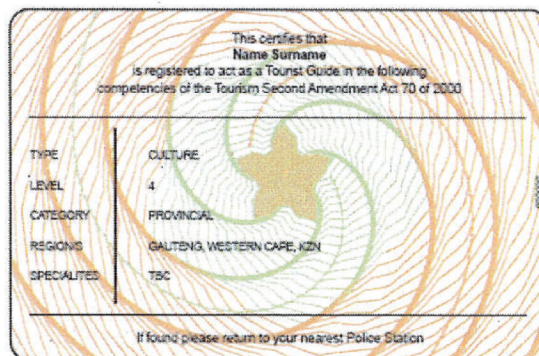 This certifies that
Name Surname
is registered to act as a Tourist Guide in the following
competencies of the Tourism Second Amendment Act 70 of 2000
TYPE CULTURE
LEVEL 4
CATEGORY PROVINCIAL
REGION/S GAUTENG, WESTERN CAPE, KZN
SPECIALITES TBC
If found please return to your nearest Police Station